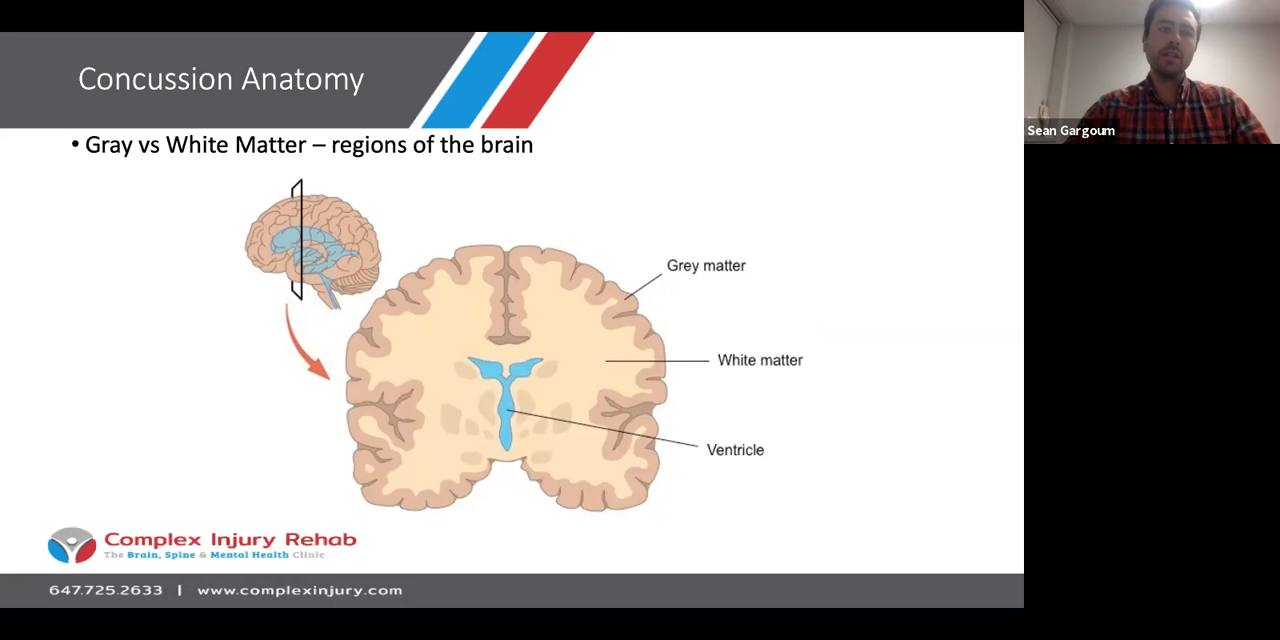 Concussion Anatomy
• Gray vs White Matter – regions of the brain
Grey matter
White matter
Ventricle
Complex Injury Rehab
The Brain, Spine & Mental Health Clinic
647.725.2633 | www.complexinjury.com
Sean Gargoum